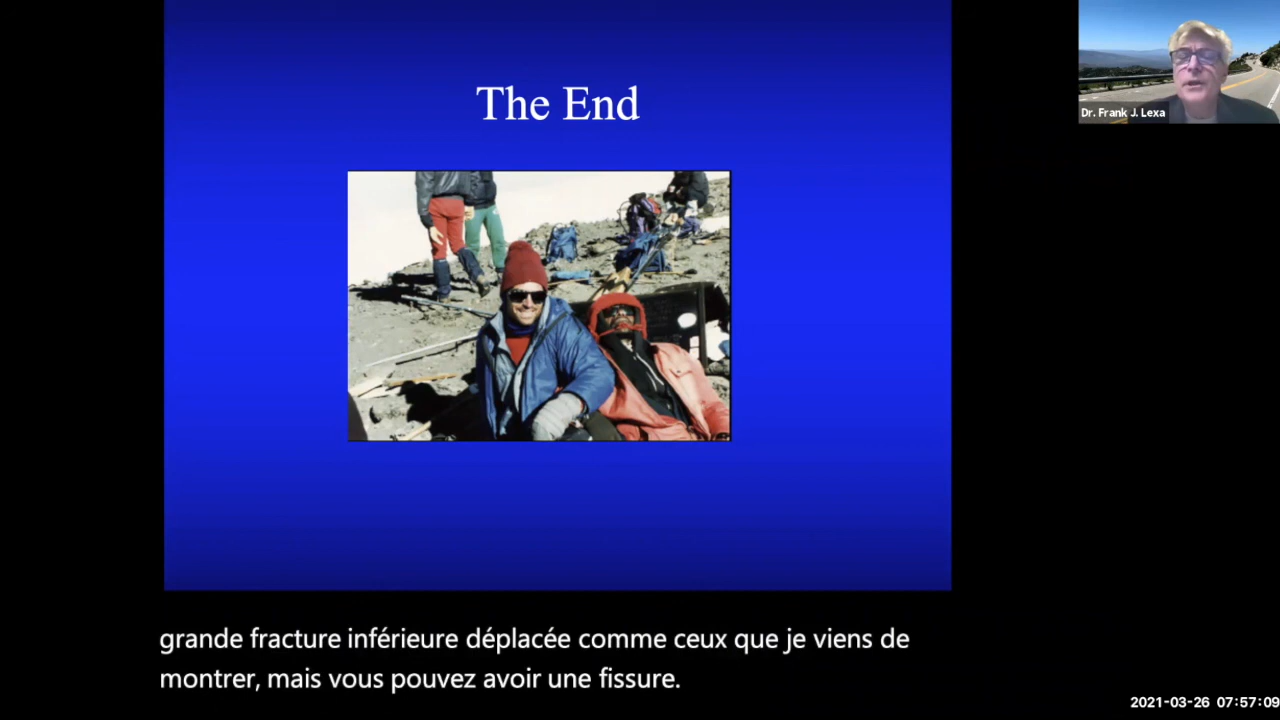 The End
Dr. Frank J. Lexa
grande fracture inférieure déplacée comme ceux que je viens de
montrer, mais vous pouvez avoir une fissure.
2021-03-26 07:57:09